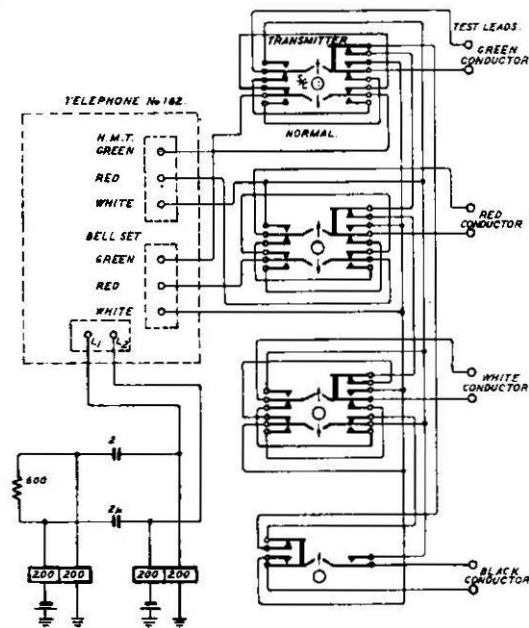 TEST LEADS.
TRANSMITTER
GREEN
CONDUCTOR
S/C
NORMAL.
TELEPHONE No 162.
H.M.T.
GREEN
RED
WHITE
RED
CONDUCTOR
BELL SET
GREEN
RED
WHITE
L1 L2
WHITE
CONDUCTOR
2
600
2μ
200 200 200 200
BLACK
CONDUCTOR